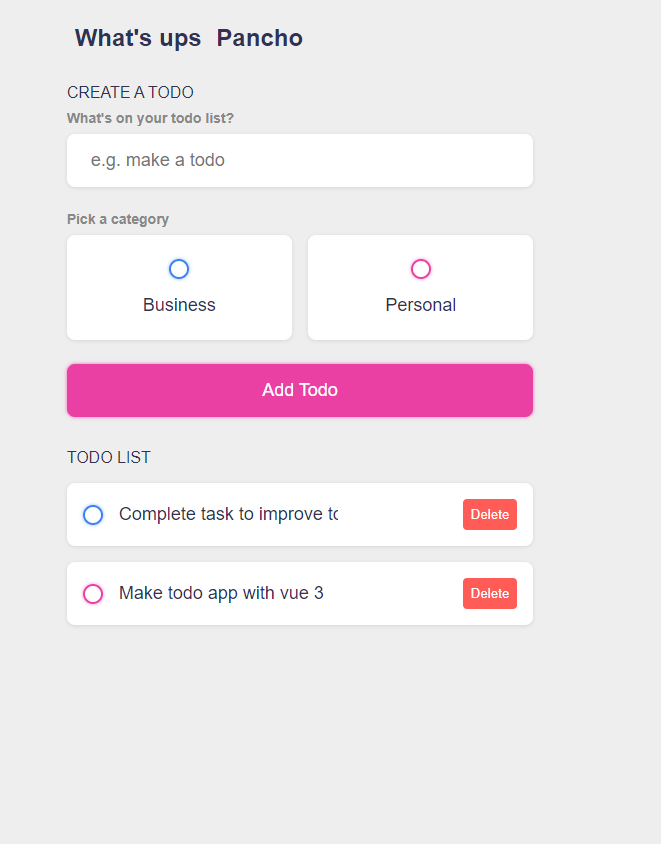 What's ups Pancho
CREATE A TODO
What's on your todo list?
e.g. make a todo
Pick a category
Business Personal
Add Todo
TODO LIST
Complete task to improve to Delete
Make todo app with vue 3 Delete